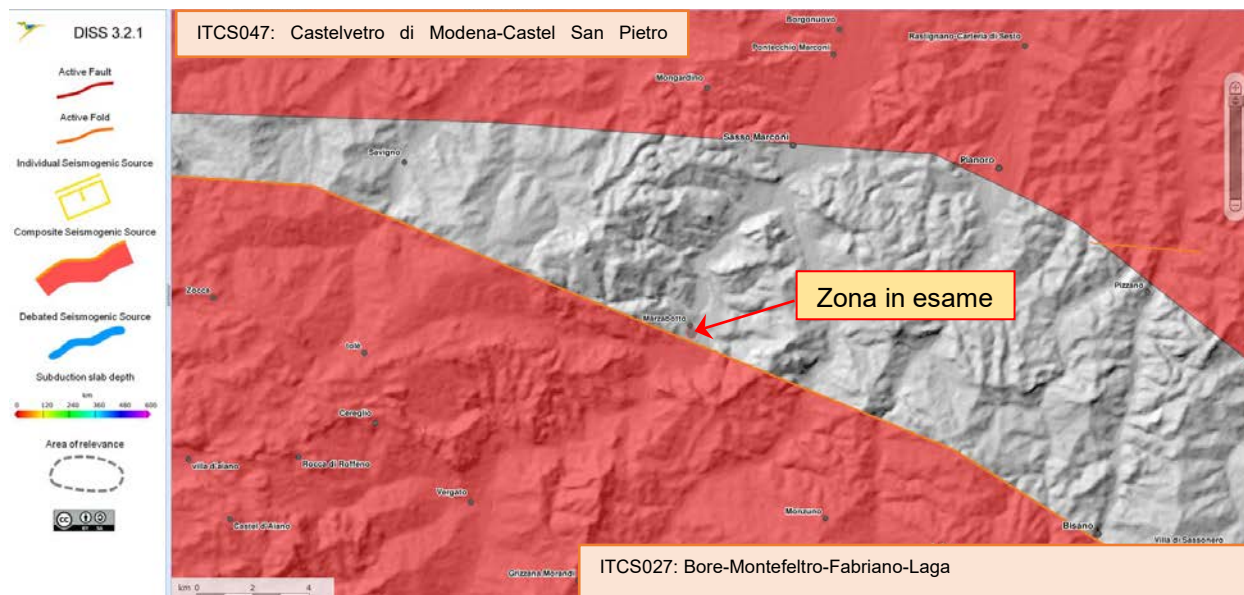 DISS 3.2.1
Active Fault
Active Fold
Individual Seismogenic Source
Composite Seismogenic Source
Debated Seismogenic Source
Subduction slab depth
km
0 120 240 360 480 600
Area of relevance
CC
BY SA
ITCS047: Castelvetro di Modena-Castel San Pietro
Borgonuovo
Pontecchio Marconi
Rastignano-Carteria di Sesto
Mongardino
Sasso Marconi
Savigno
Pianoro
Pizzano
Zona in esame
Zocca
Marzabotto
Tolè
Cereglio
Villa d'aiano
Rocca di Roffeno
Vergato
Castel d'Aiano
Monzuno
Bisano
Villa di Sassonero
Grizzana Morandi
ITCS027: Bore-Montefeltro-Fabriano-Laga
km 0 2 4